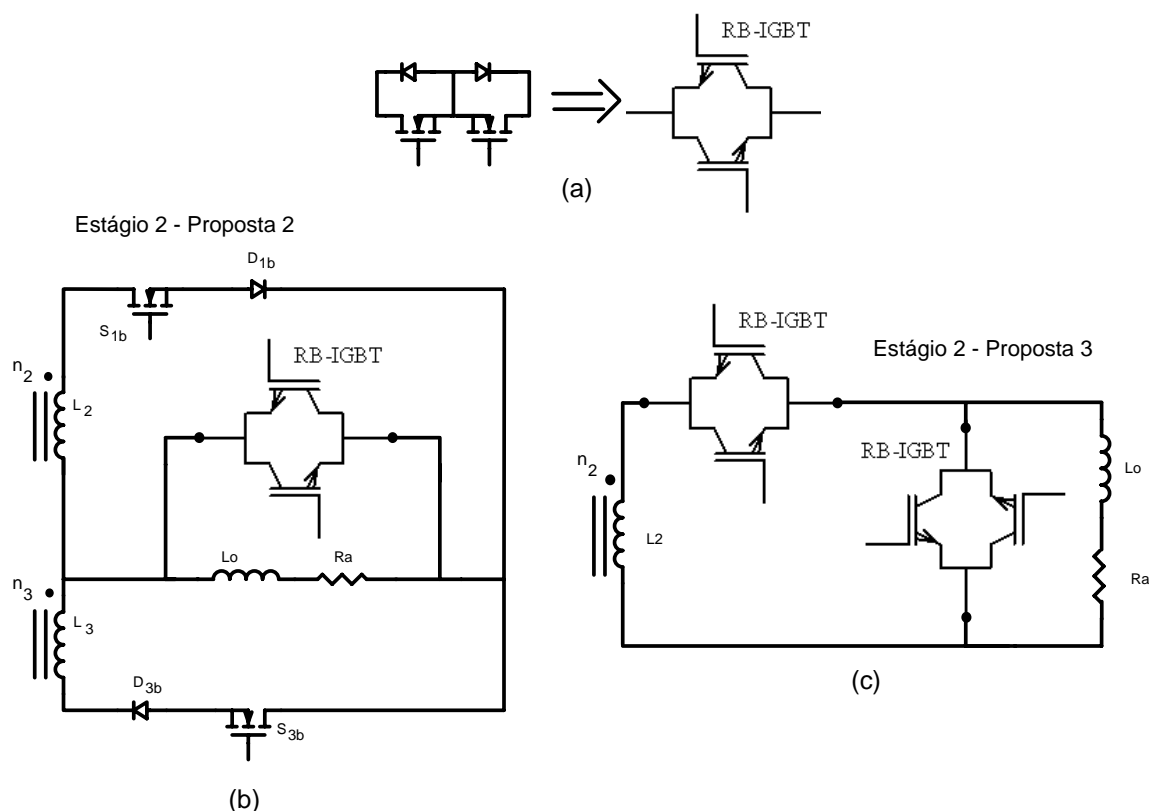 RB-IGBT
(a)
Estágio 2 - Proposta 2
D1b
S1b
RB-IGBT
n2
L2
Lo
Ra
n3
L3
D3b
S3b
(b)
RB-IGBT
Estágio 2 - Proposta 3
RB-IGBT
n2
L2
Lo
Ra
(c)